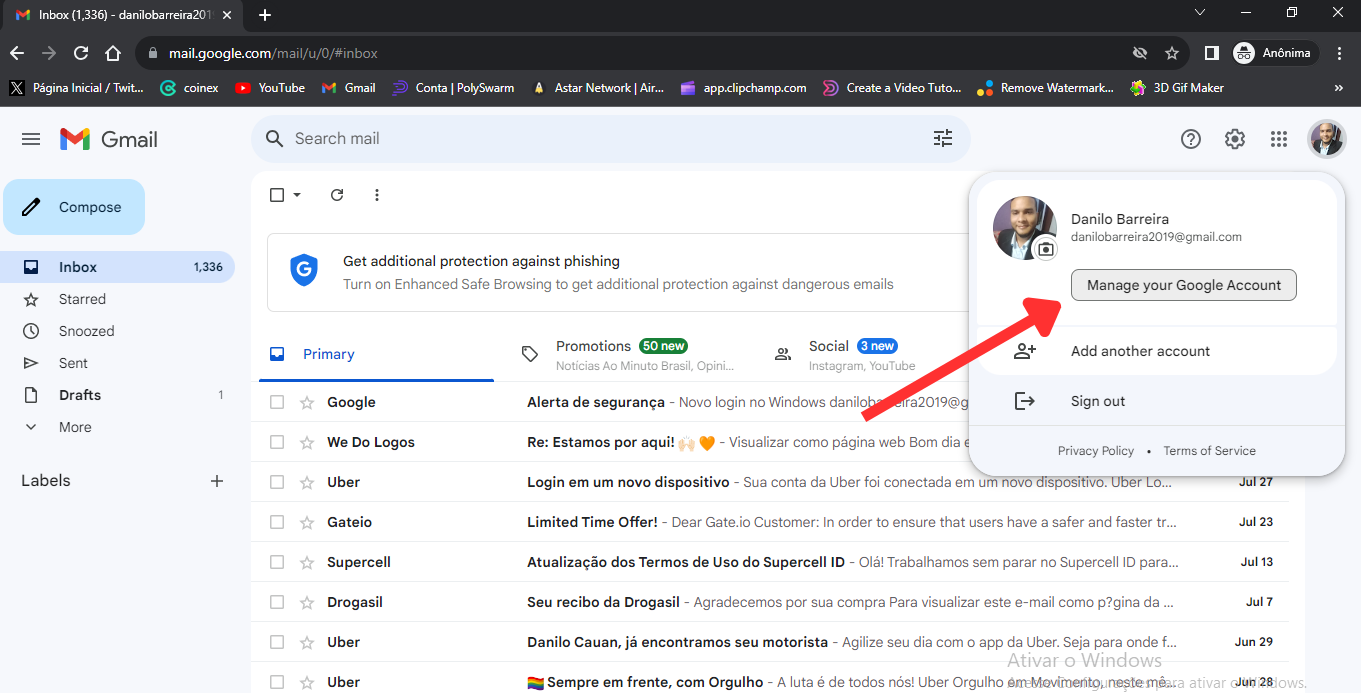 Inbox (1,336) - danilobarreira201
mail.google.com/mail/u/0/#inbox
Anônima
Página Inicial / Twit...
coinex
YouTube
Gmail
Conta | PolySwarm
Astar Network | Air...
app.clipchamp.com
Create a Video Tuto...
Remove Watermark...
3D Gif Maker
»
Gmail
Search mail
Compose
Inbox 1,336
Starred
Snoozed
Sent
Drafts 1
More
Labels
Get additional protection against phishing
Turn on Enhanced Safe Browsing to get additional protection against dangerous emails
Primary
Promotions 50 new
Notícias Ao Minuto Brasil, Opini...
Social 3 new
Instagram, YouTube
Danilo Barreira
danilobarreira2019@gmail.com
Manage your Google Account
Add another account
Sign out
Privacy Policy • Terms of Service
Google Alerta de segurança - Novo login no Windows
We Do Logos Re: Estamos por aqui! 🙌🏻 🧡 - Visualizar como página web Bom dia e
Uber Login em um novo dispositivo - Sua conta da Uber foi conectada em um novo dispositivo. Uber Lo... Jul 27
Gateio Limited Time Offer! - Dear Gate.io Customer: In order to ensure that users have a safer and faster tr... Jul 23
Supercell Atualização dos Termos de Uso do Supercell ID - Olá! Trabalhamos sem parar no Supercell ID para... Jul 13
Drogasil Seu recibo da Drogasil - Agradecemos por sua compra Para visualizar este e-mail como p?gina da ... Jul 7
Uber Danilo Cauan, já encontramos seu motorista - Agilize seu dia com o app da Uber. Seja para onde f... Jun 29
Uber 🏳️‍🌈 Sempre em frente, com Orgulho - A luta é de todos nós! Uber Orgulho em Movimento, neste mê... Jun 28
Ativar o Windows
para ativar o Windows.